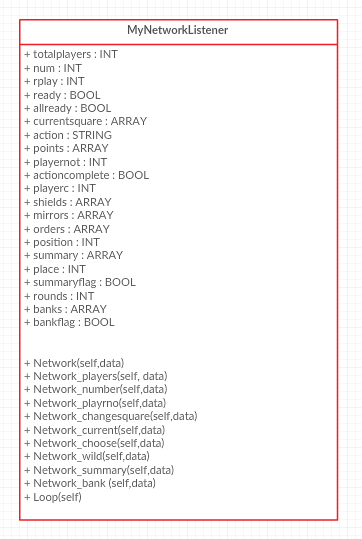 MyNetworkListener
+ totalplayers : INT
+ num : INT
+ rplay : INT
+ ready : BOOL
+ allready : BOOL
+ currentsquare : ARRAY
+ action : STRING
+ points : ARRAY
+ playernot : INT
+ actioncomplete : BOOL
+ playerc : INT
+ shields : ARRAY
+ mirrors : ARRAY
+ orders : ARRAY
+ position : INT
+ summary : ARRAY
+ place : INT
+ summaryflag : BOOL
+ rounds : INT
+ banks : ARRAY
+ bankflag : BOOL
+ Network(self,data)
+ Network_players(self, data)
+ Network_number(self,data)
+ Network_playrno(self,data)
+ Network_changesquare(self,data)
+ Network_current(self,data)
+ Network_choose(self,data)
+ Network_wild(self,data)
+ Network_summary(self,data)
+ Network_bank (self,data)
+ Loop(self)